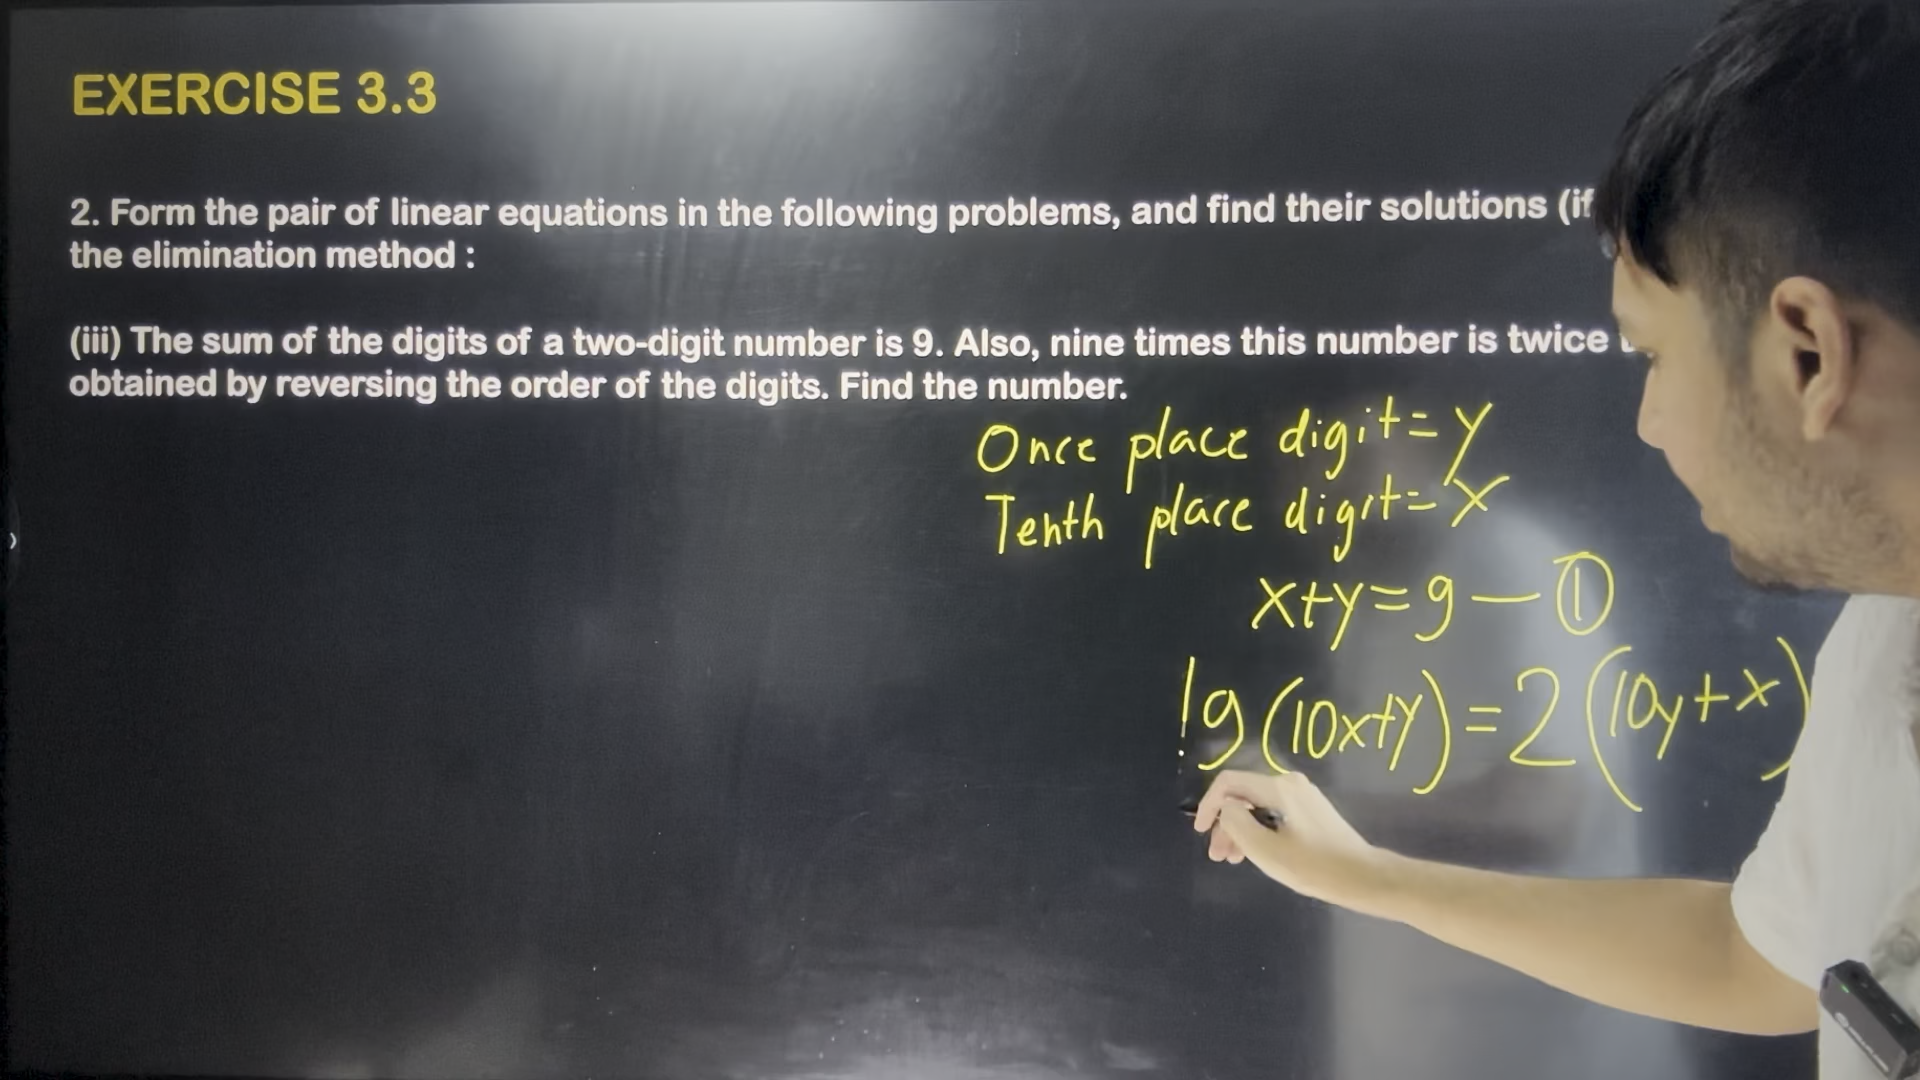 EXERCISE 3.3
2. Form the pair of linear equations in the following problems, and find their solutions (if
the elimination method :
(iii) The sum of the digits of a two-digit number is 9. Also, nine times this number is twice
obtained by reversing the order of the digits. Find the number.
Once place digit=y
Tenth place digit=x
x+y=9—①
9(10x+y)=2(10y+x)